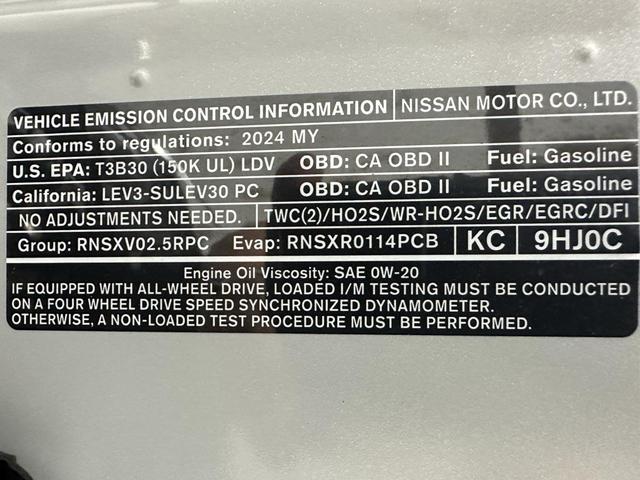 VEHICLE EMISSION CONTROL INFORMATION NISSAN MOTOR CO., LTD.
Conforms to regulations: 2024 MY
U.S. EPA: T3B30 (150K UL) LDV OBD: CA OBD II Fuel: Gasoline
California: LEV3-SULEV30 PC OBD: CA OBD II Fuel: Gasoline
NO ADJUSTMENTS NEEDED. TWC(2)/HO2S/WR-HO2S/EGR/EGRC/DFI
Group: RNSXV02.5RPC Evap: RNSXR0114PCB KC 9HJ0C
Engine Oil Viscosity: SAE 0W-20
IF EQUIPPED WITH ALL-WHEEL DRIVE, LOADED I/M TESTING MUST BE CONDUCTED
ON A FOUR WHEEL DRIVE SPEED SYNCHRONIZED DYNAMOMETER.
OTHERWISE, A NON-LOADED TEST PROCEDURE MUST BE PERFORMED.